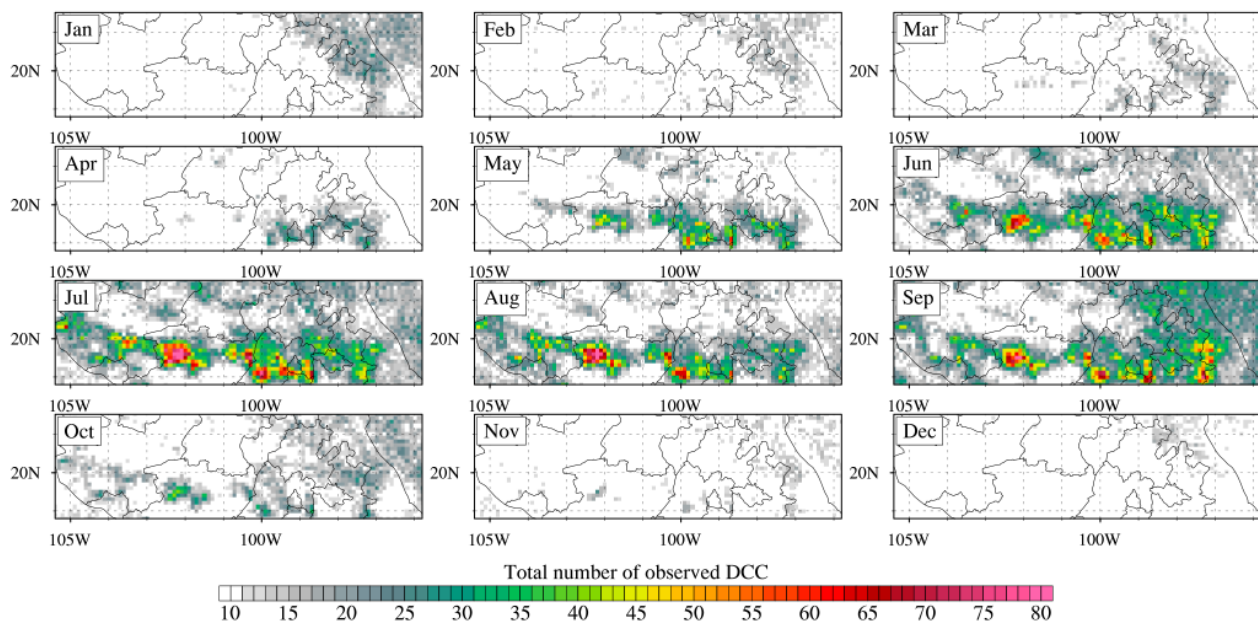 Jan Feb Mar
20N 20N 20N
105W 100W 105W 100W 105W 100W
Apr May Jun
20N 20N 20N
105W 100W 105W 100W 105W 100W
Jul Aug Sep
20N 20N 20N
105W 100W 105W 100W 105W 100W
Oct Nov Dec
20N 20N 20N
105W 100W 105W 100W 105W 100W
Total number of observed DCC
10 15 20 25 30 35 40 45 50 55 60 65 70 75 80